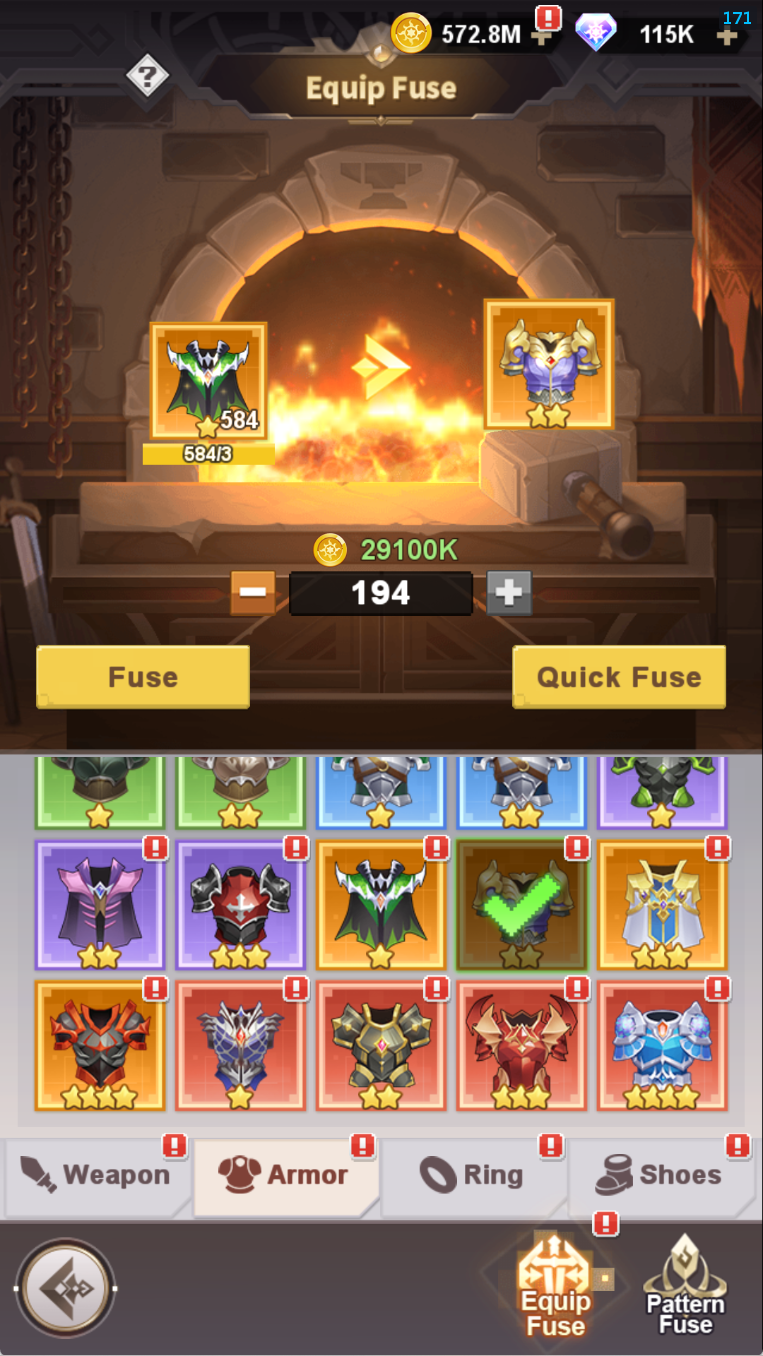 171
572.8M
115K
?
Equip Fuse
584
584/3
29100K
194
Fuse
Quick Fuse
Weapon
Armor
Ring
Shoes
Equip
Fuse
Pattern
Fuse